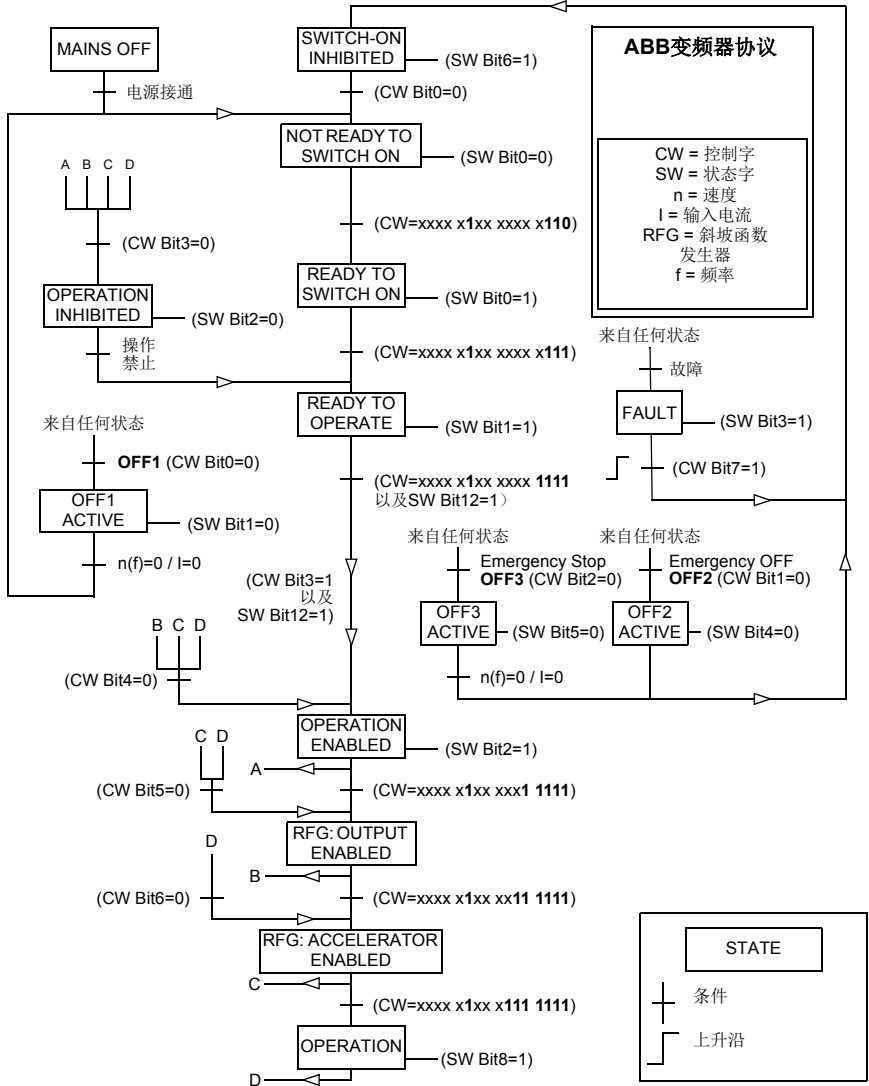 MAINS OFF
电源接通
SWITCH-ON
INHIBITED
(SW Bit6=1)
(CW Bit0=0)
ABB变频器协议
CW = 控制字
SW = 状态字
n = 速度
I = 输入电流
RFG = 斜坡函数
发生器
f = 频率
NOT READY TO
SWITCH ON
(SW Bit0=0)
A B C D
(CW Bit3=0)
(CW=xxxx x1xx xxxx x110)
OPERATION
INHIBITED
(SW Bit2=0)
操作
禁止
READY TO
SWITCH ON
(SW Bit0=1)
(CW=xxxx x1xx xxxx x111)
来自任何状态
故障
FAULT
(SW Bit3=1)
(CW Bit7=1)
READY TO
OPERATE
(SW Bit1=1)
来自任何状态
OFF1 (CW Bit0=0)
OFF1
ACTIVE
(SW Bit1=0)
n(f)=0 / I=0
(CW=xxxx x1xx xxxx 1111
以及SW Bit12=1）
(CW Bit3=1
以及
SW Bit12=1)
来自任何状态
Emergency Stop
OFF3 (CW Bit2=0)
OFF3
ACTIVE
(SW Bit5=0)
n(f)=0 / I=0
来自任何状态
Emergency OFF
OFF2 (CW Bit1=0)
OFF2
ACTIVE
(SW Bit4=0)
B C D
(CW Bit4=0)
OPERATION
ENABLED
(SW Bit2=1)
A
C D
(CW Bit5=0)
(CW=xxxx x1xx xxx1 1111)
RFG: OUTPUT
ENABLED
B
D
(CW Bit6=0)
(CW=xxxx x1xx xx11 1111)
RFG: ACCELERATOR
ENABLED
C
(CW=xxxx x1xx x111 1111)
OPERATION
(SW Bit8=1)
D
STATE
条件
上升沿